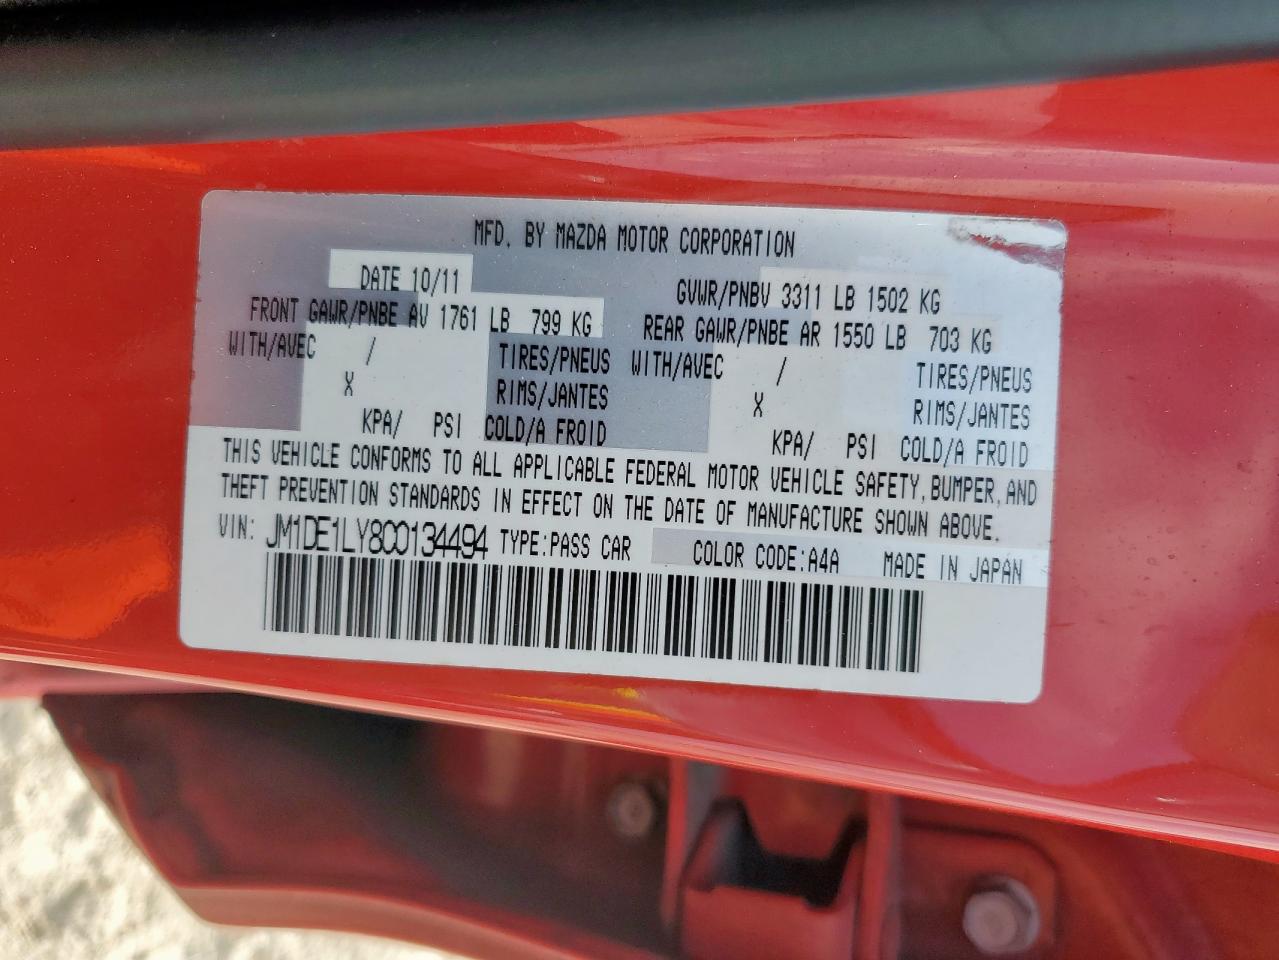 MFD. BY MAZDA MOTOR CORPORATION
DATE 10/11 GVWR/PNBV 3311 LB 1502 KG
FRONT GAWR/PNBE AV 1761 LB 799 KG REAR GAWR/PNBE AR 1550 LB 703 KG
WITH/AVEC / TIRES/PNEUS WITH/AVEC / TIRES/PNEUS
X RIMS/JANTES X RIMS/JANTES
KPA/ PSI COLD/A FROID KPA/ PSI COLD/A FROID
THIS VEHICLE CONFORMS TO ALL APPLICABLE FEDERAL MOTOR VEHICLE SAFETY, BUMPER, AND
THEFT PREVENTION STANDARDS IN EFFECT ON THE DATE OF MANUFACTURE SHOWN ABOVE.
VIN: JM1DE1LY8C0134494 TYPE:PASS CAR COLOR CODE:A4A MADE IN JAPAN